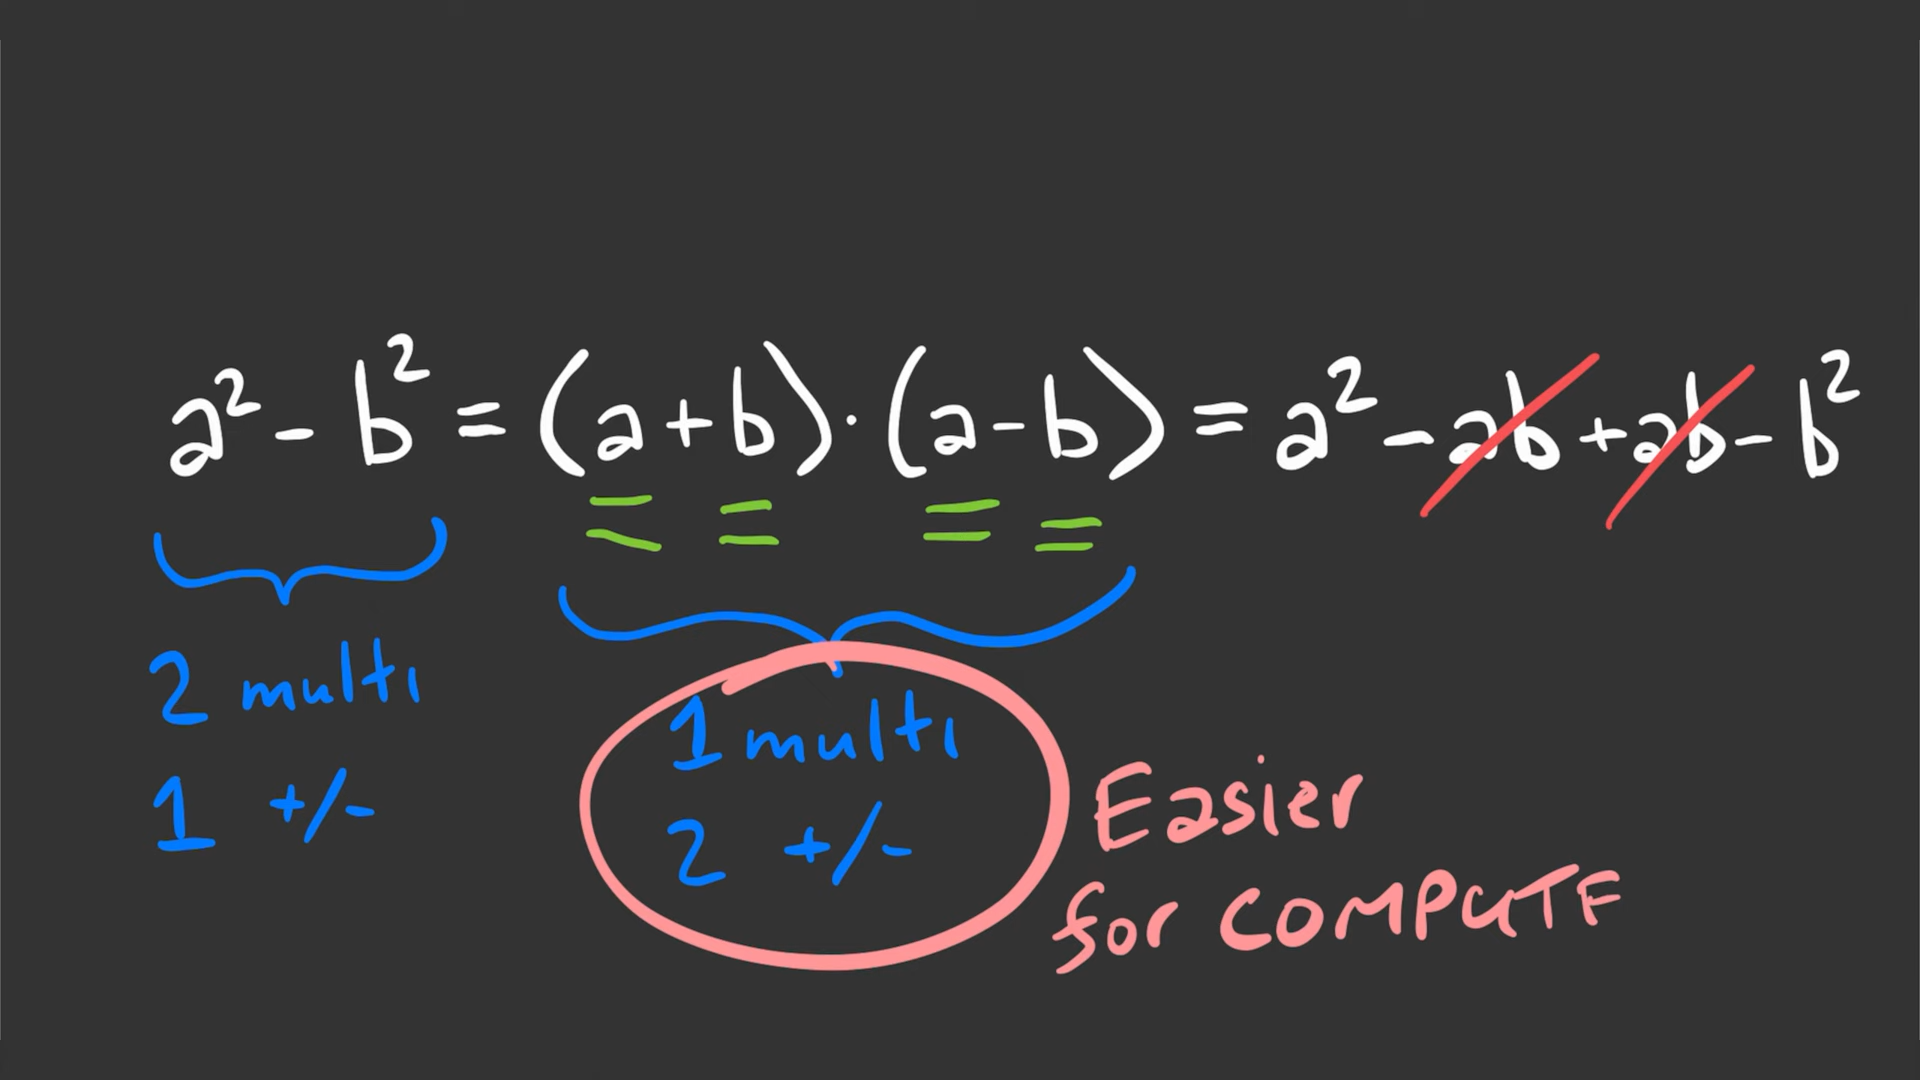 a² - b² = (a+b)·(a-b) = a² - ab + ab - b²
2 multi
1 +/-
1 multi
2 +/-
Easier
for COMPUTE